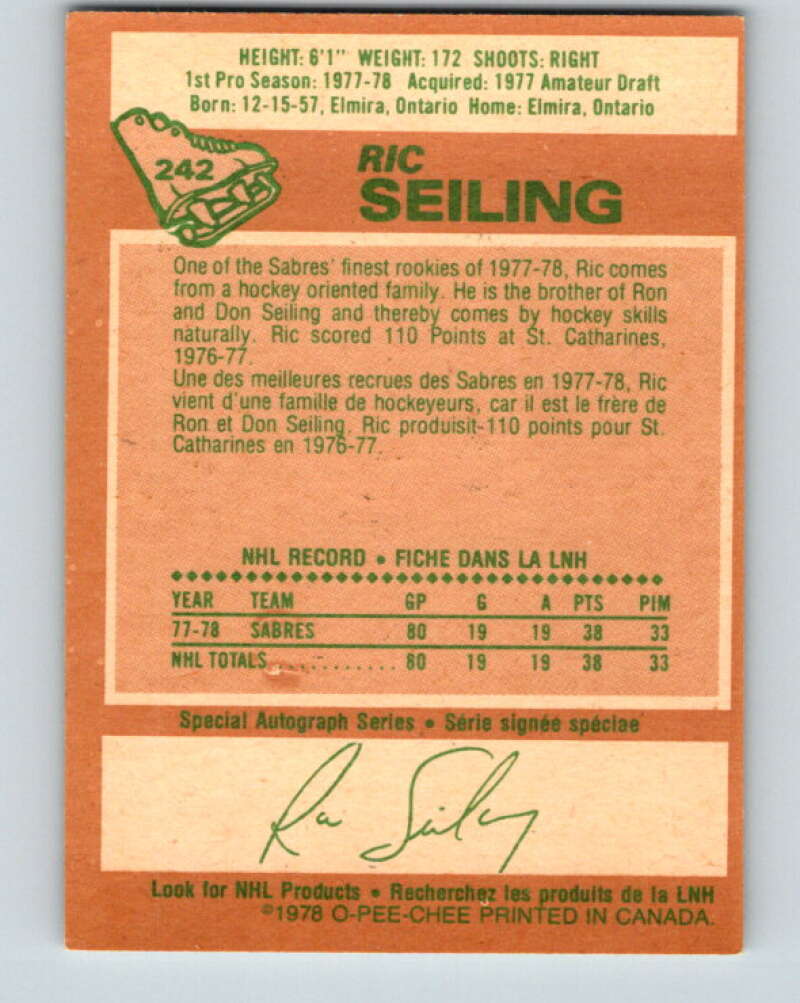 HEIGHT: 6'1" WEIGHT: 172 SHOOTS: RIGHT
1st Pro Season: 1977-78 Acquired: 1977 Amateur Draft
Born: 12-15-57, Elmira, Ontario Home: Elmira, Ontario
242
RIC
SEILING
One of the Sabres' finest rookies of 1977-78, Ric comes
from a hockey oriented family. He is the brother of Ron
and Don Seiling and thereby comes by hockey skills
naturally. Ric scored 110 Points at St. Catharines,
1976-77.
Une des meilleures recrues des Sabres en 1977-78, Ric
vient d'une famille de hockeyeurs, car il est le frère de
Ron et Don Seiling. Ric produisit-110 points pour St.
Catharines en 1976-77.
NHL RECORD • FICHE DANS LA LNH
YEAR TEAM GP G A PTS PIM
77-78 SABRES 80 19 19 38 33
NHL TOTALS............ 80 19 19 38 33
Special Autograph Series • Série signée spéciae
Ric Seiling
Look for NHL Products • Recherchez les produits de la LNH
©1978 O-PEE-CHEE PRINTED IN CANADA.